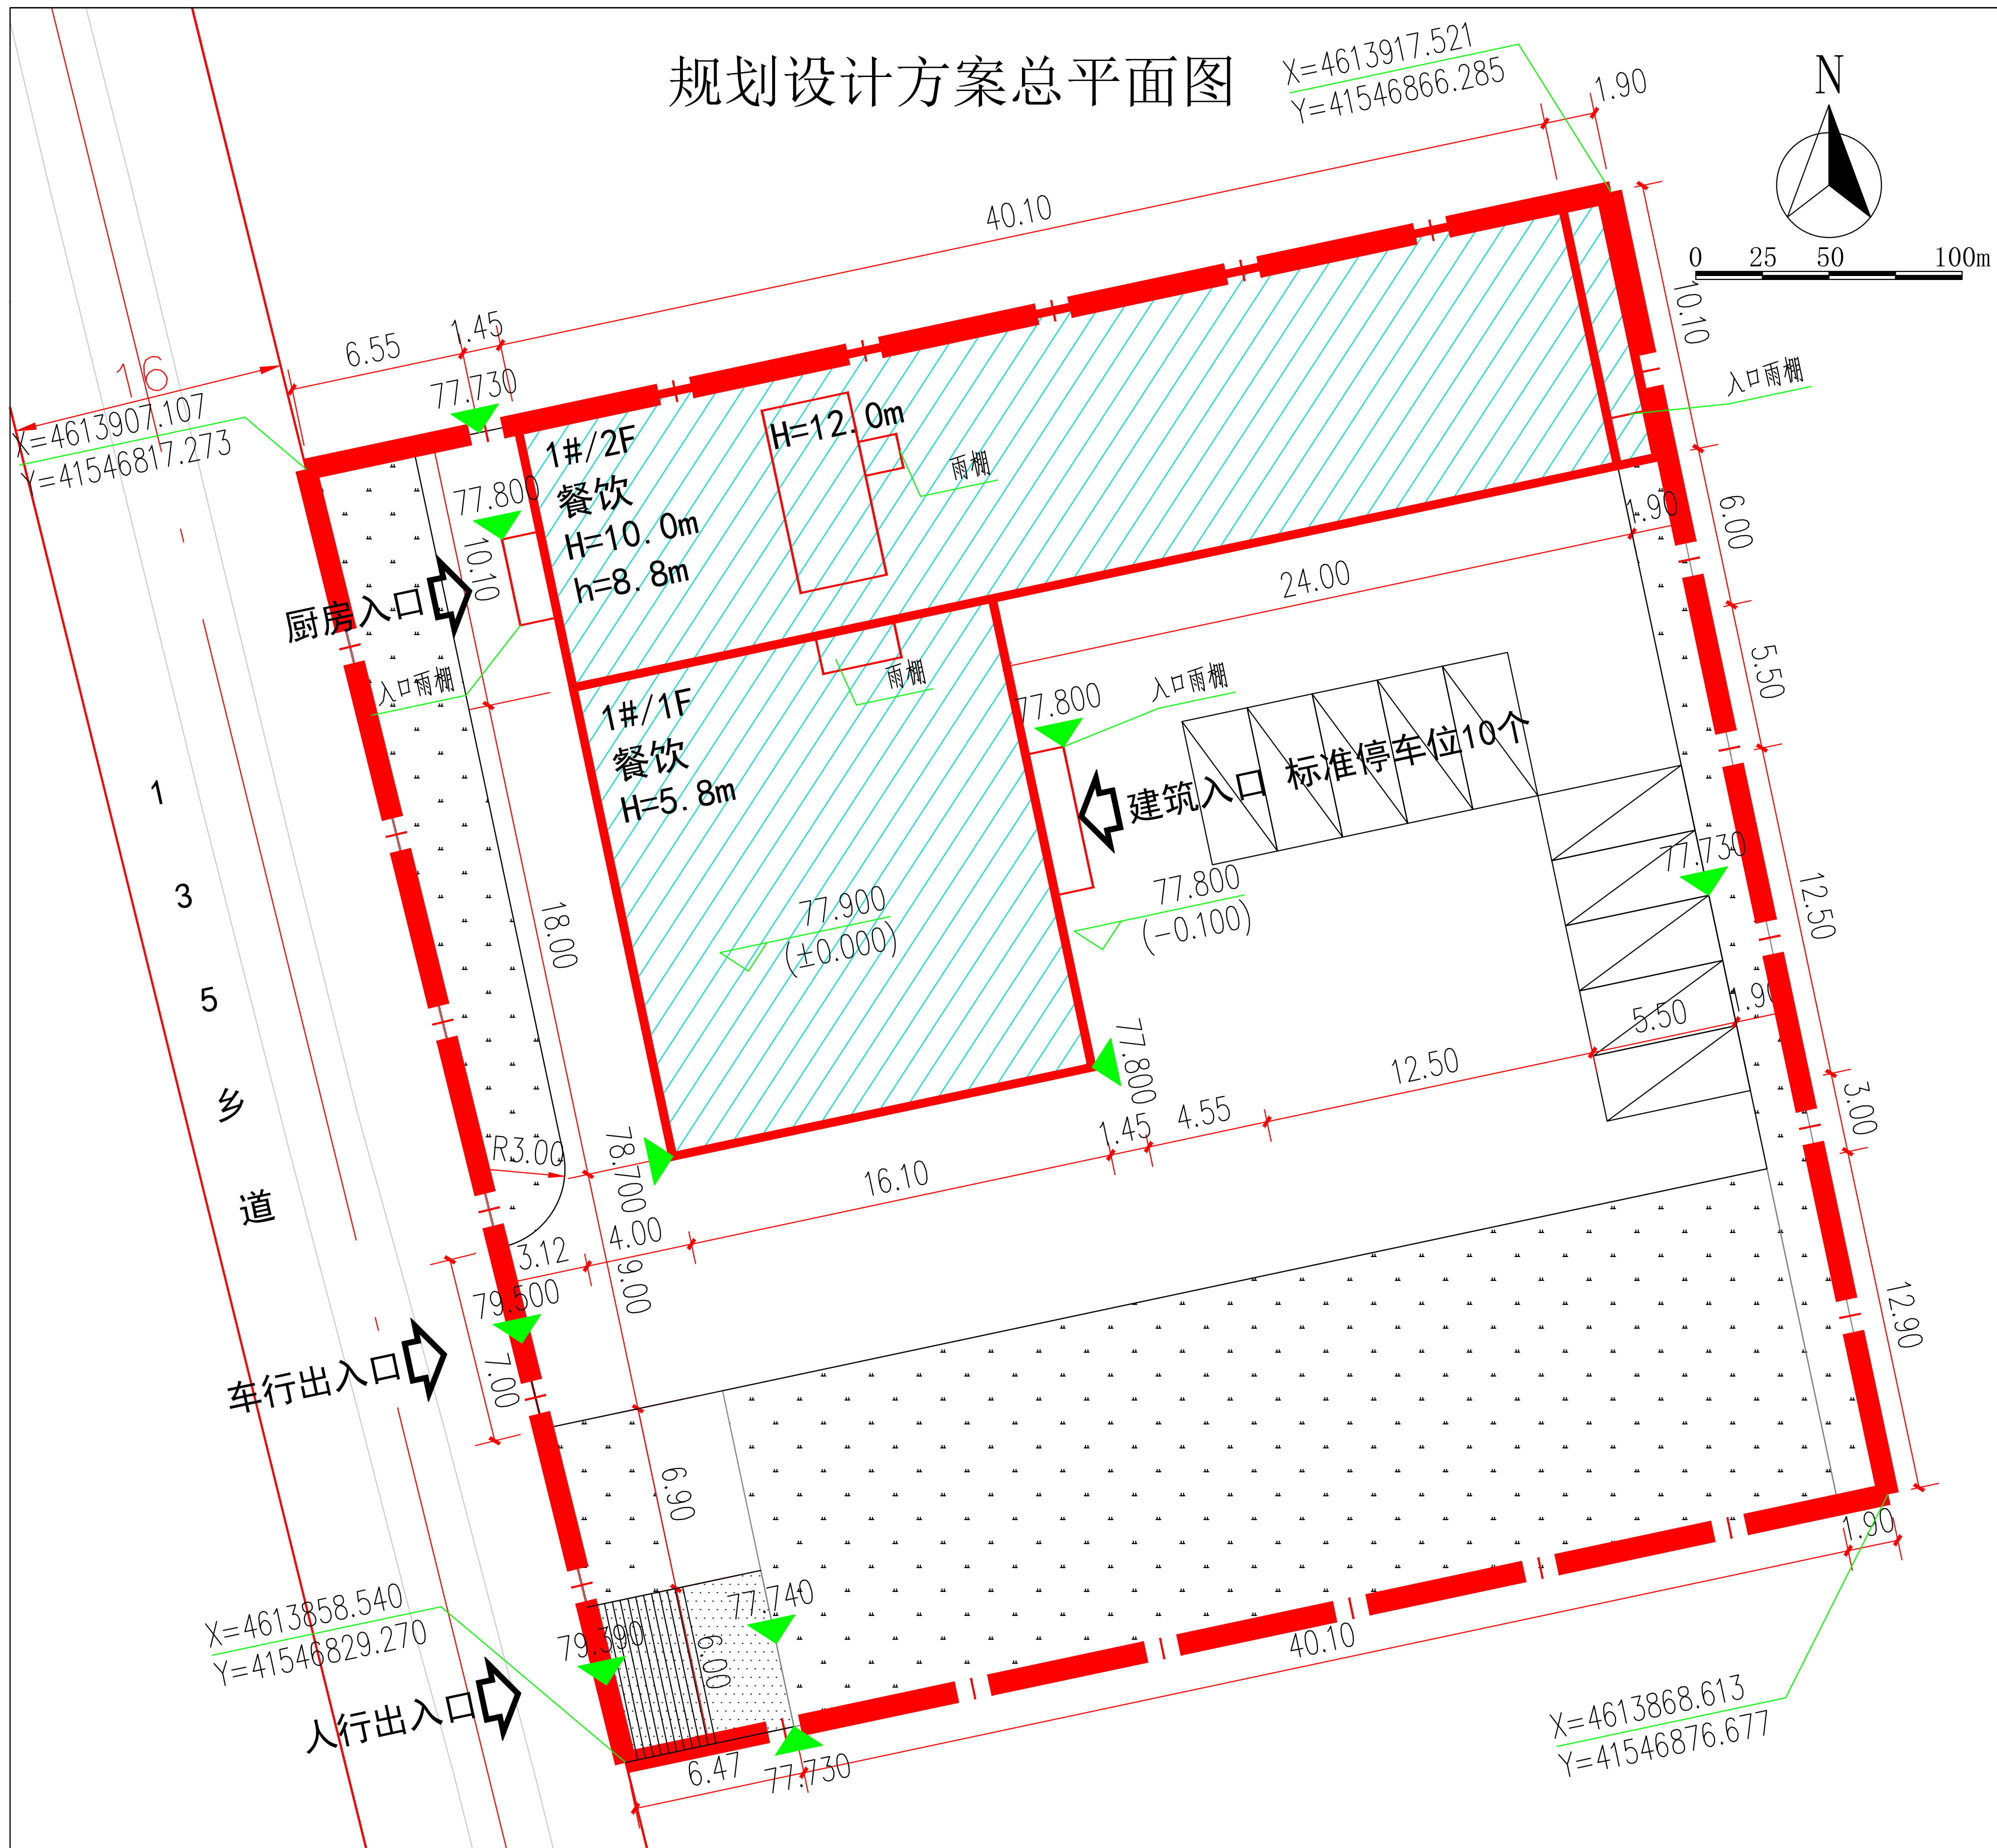 规划设计方案总平面图
X=4613917.521
Y=41546866.285
1.90
N
0 25 50 100m
40.10
10.10
6.55
1.45
77.730
16
X=4613907.107
Y=41546817.273
入口雨棚
1#/2F
餐饮
H=10.0m
h=8.8m
H=12.0m
雨棚
77.800
10.10
厨房入口
入口雨棚
1.90
6.00
24.00
5.50
雨棚
1#/1F
餐饮
H=5.8m
77.800
入口雨棚
建筑入口
标准停车位10个
77.730
12.50
77.900
(±0.000)
77.800
(-0.100)
18.00
1
3
5
乡
道
5.50
1.90
12.50
4.55
1.45
77.800
3.00
16.10
R3.00
78.700
4.00
3.12
9.00
79.500
7.00
车行出入口
12.90
6.90
1.90
X=4613858.540
Y=41546829.270
79.390
77.740
6.00
人行出入口
6.47
77.730
40.10
X=4613868.613
Y=41546876.677